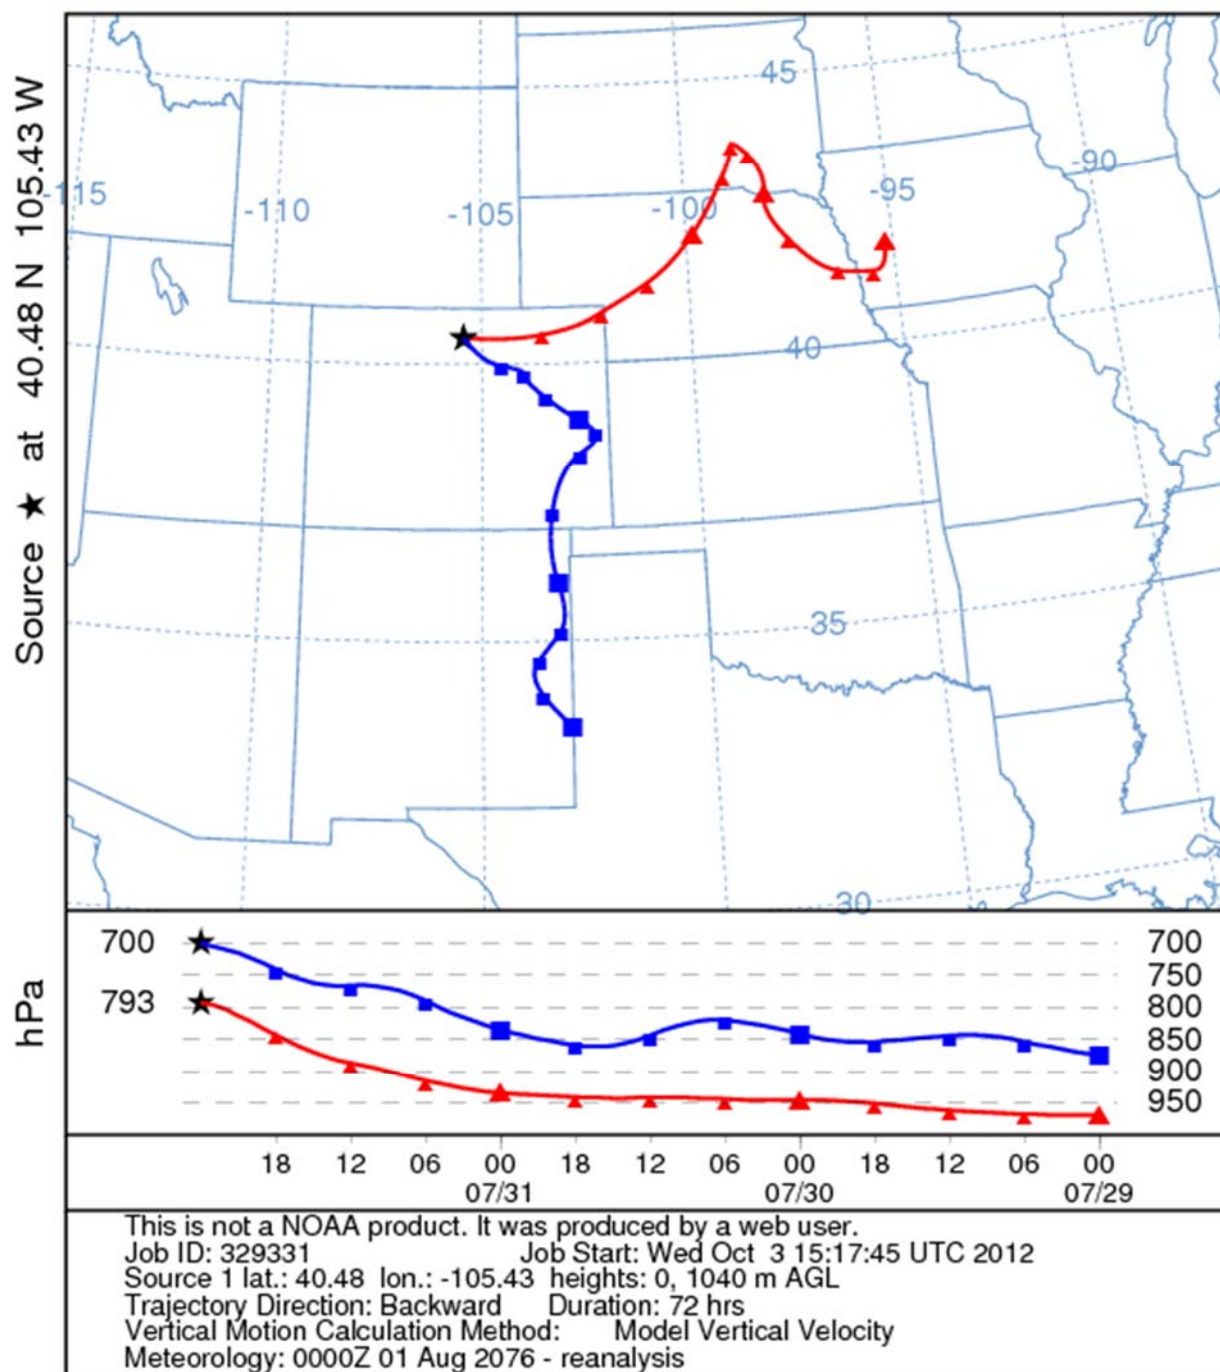 Source ★ at 40.48 N 105.43 W
45
-90
-115
-95
-110
-105
-100
40
35
30
hPa
700
700
750
793
800
850
900
950
18 12 06 00 18 12 06 00 18 12 06 00
07/31 07/30 07/29
This is not a NOAA product. It was produced by a web user.
Job ID: 329331 Job Start: Wed Oct 3 15:17:45 UTC 2012
Source 1 lat.: 40.48 lon.: -105.43 heights: 0, 1040 m AGL
Trajectory Direction: Backward Duration: 72 hrs
Vertical Motion Calculation Method: Model Vertical Velocity
Meteorology: 0000Z 01 Aug 2076 - reanalysis